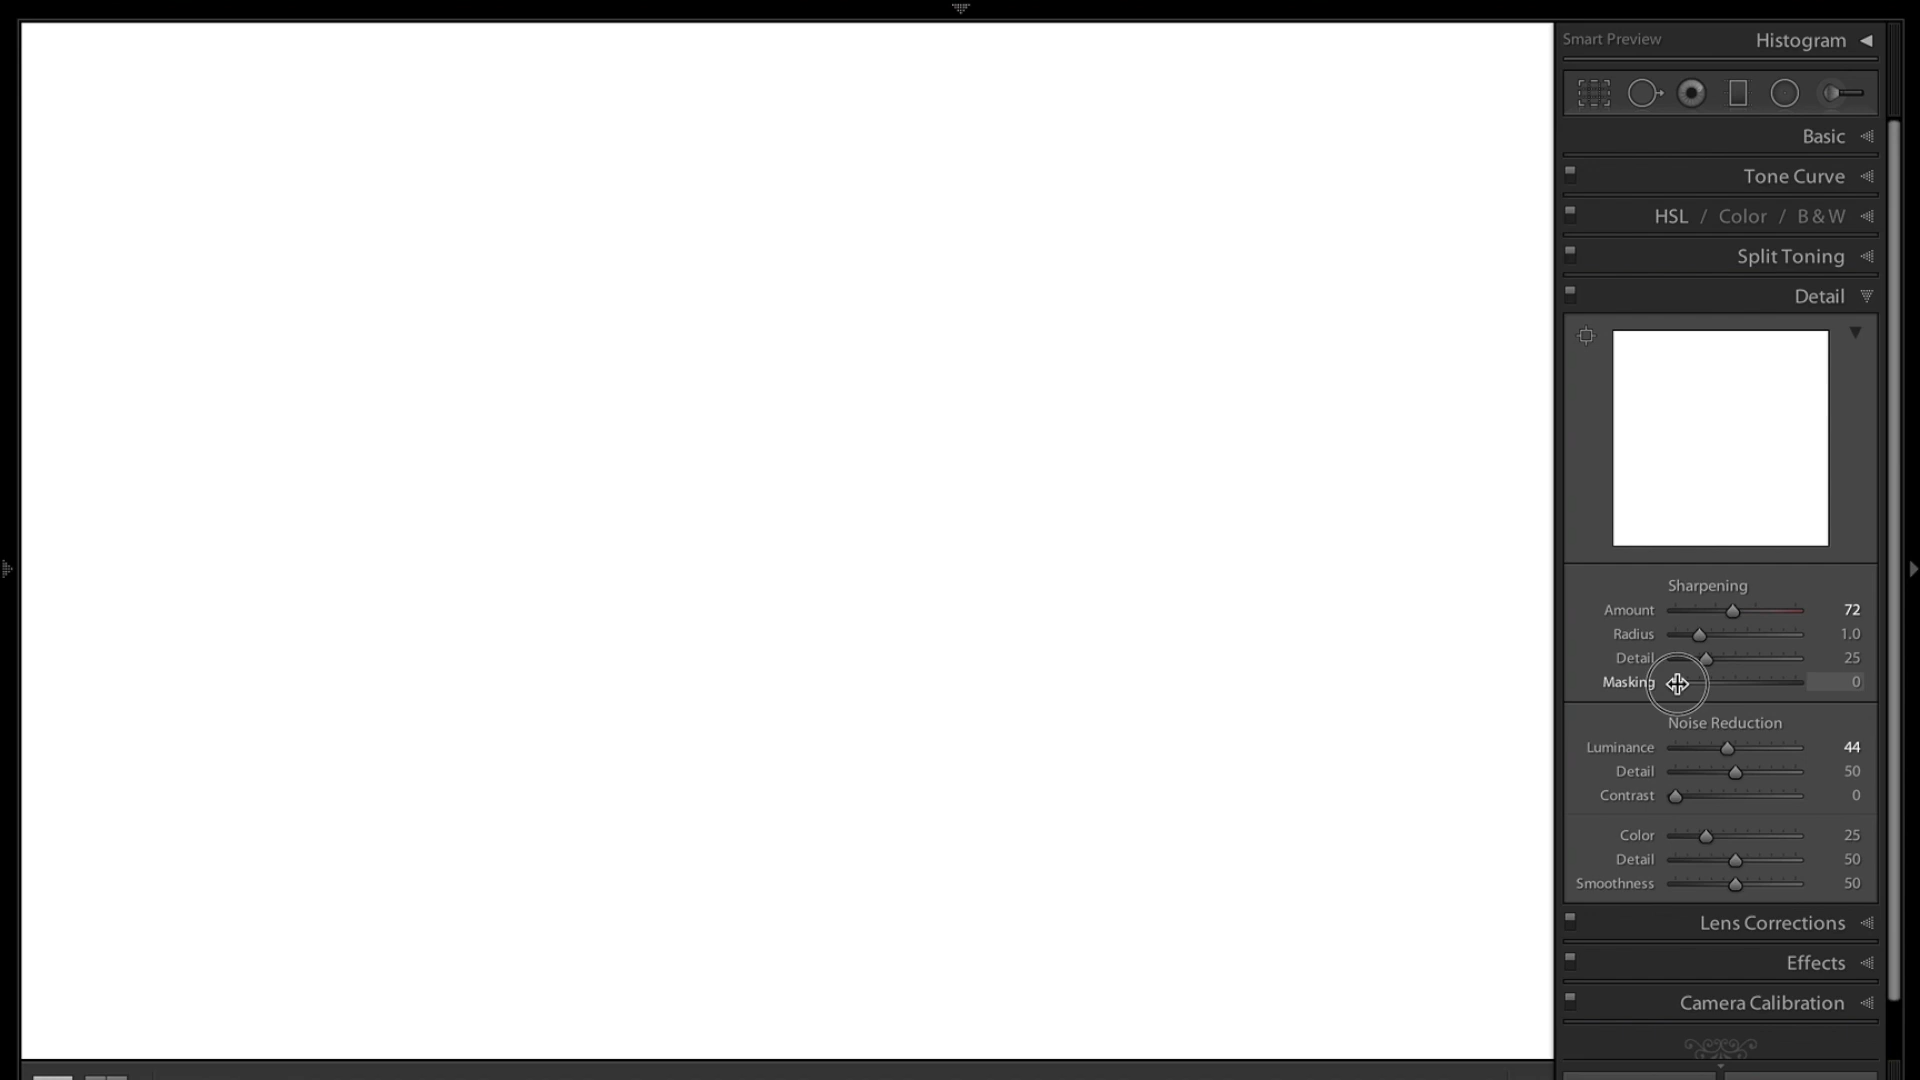 Smart Preview Histogram
Basic
Tone Curve
HSL / Color / B & W
Split Toning
Detail
Sharpening
Amount 72
Radius 1.0
Detail 25
Masking 0
Noise Reduction
Luminance 44
Detail 50
Contrast 0
Color 25
Detail 50
Smoothness 50
Lens Corrections
Effects
Camera Calibration